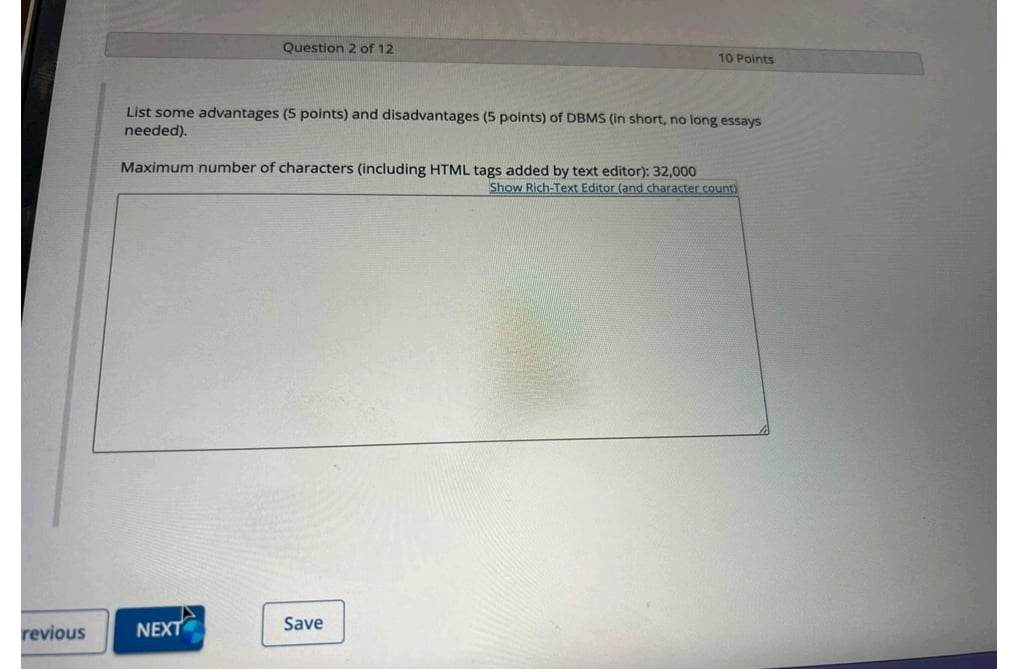 Question 2 of 12
10 Points
List some advantages (5 points) and disadvantages (5 points) of DBMS (in short, no long essays
needed).
Maximum number of characters (including HTML tags added by text editor): 32,000
Show Rich-Text Editor (and character count)
revious
NEXT
Save